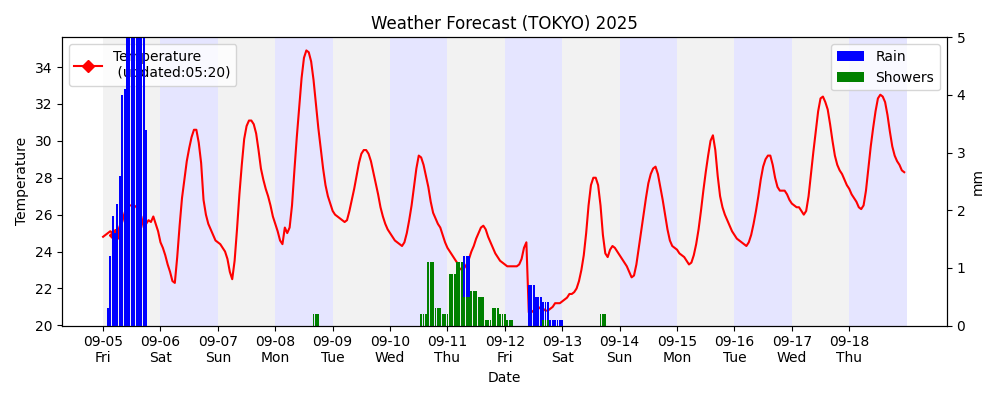 Weather Forecast (TOKYO) 2025
Temperature
(updated:05:20)
Rain
Showers
Temperature
34
32
30
28
26
24
22
20
5
4
3
2
1
0
mm
09-05 09-06 09-07 09-08 09-09 09-10 09-11 09-12 09-13 09-14 09-15 09-16 09-17 09-18
Fri Sat Sun Mon Tue Wed Thu Fri Sat Sun Mon Tue Wed Thu
Date